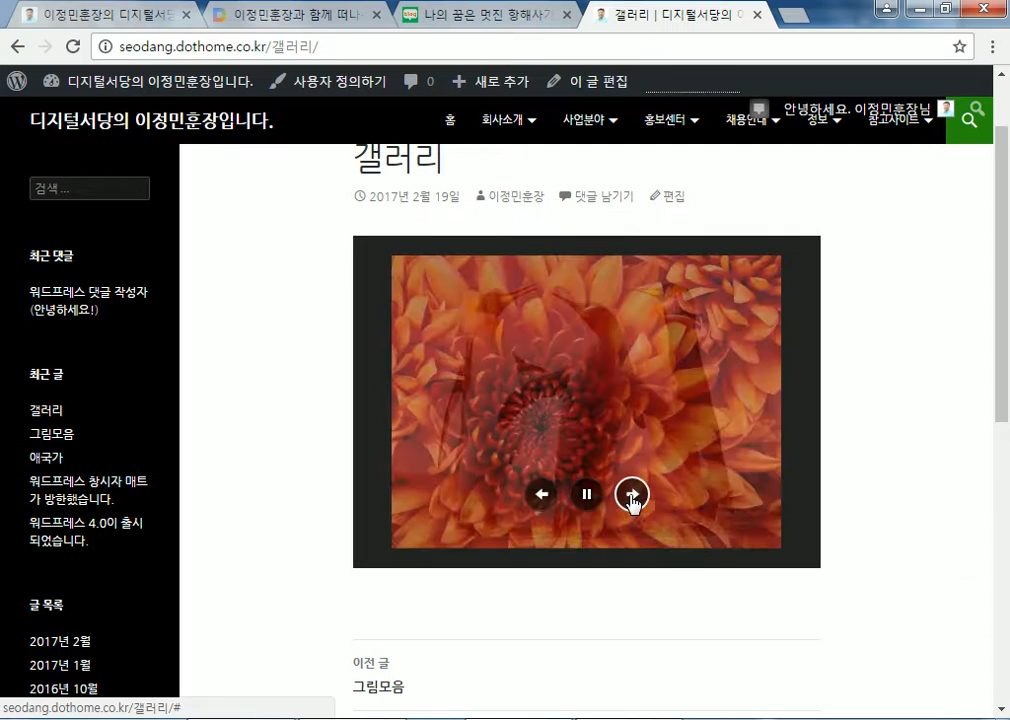 이정민훈장의 디지털서당
이정민훈장과 함께 떠나
나의 꿈은 멋진 항해사가
갤러리 | 디지털서당의 이
seodang.dothome.co.kr/갤러리/
디지털서당의 이정민훈장입니다.
사용자 정의하기
0
새로 추가
이 글 편집
안녕하세요. 이정민훈장님
디지털서당의 이정민훈장입니다.
홈
회사소개
사업분야
홍보센터
채용안내
정보
참고사이트
갤러리
2017년 2월 19일
이정민훈장
댓글 남기기
편집
검색 ...
최근 댓글
워드프레스 댓글 작성자
(안녕하세요!)
최근 글
갤러리
그림모음
애국가
워드프레스 창시자 매트
가 방한했습니다.
워드프레스 4.0이 출시
되었습니다.
글 목록
2017년 2월
2017년 1월
2016년 10월
이전 글
그림모음
seodang.dothome.co.kr/갤러리/#